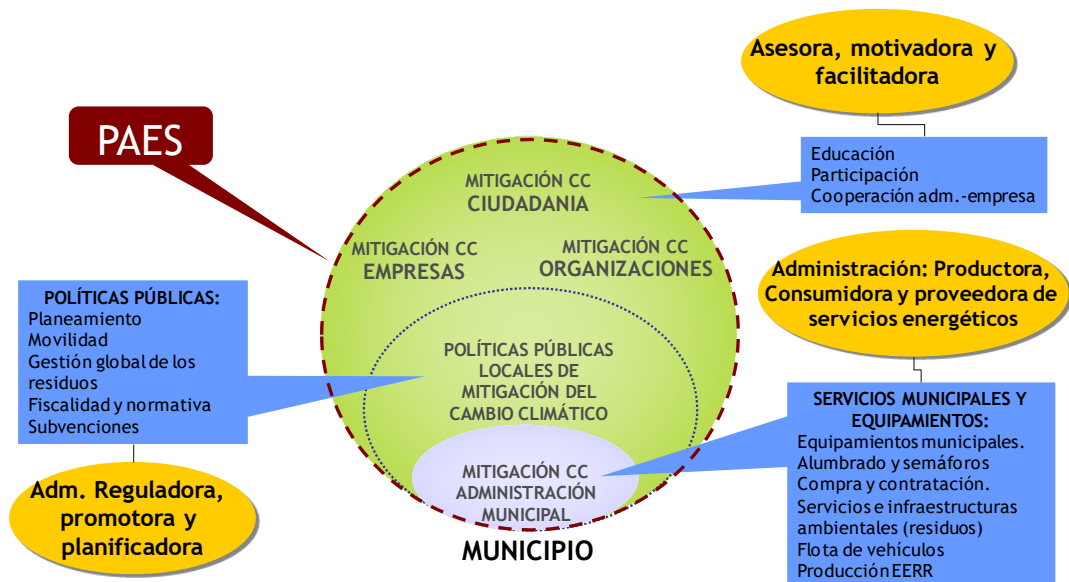 Asesora, motivadora y
facilitadora
PAES
Educación
Participación
Cooperación adm.-empresa
MITIGACIÓN CC
CIUDADANIA
MITIGACIÓN CC
EMPRESAS
MITIGACIÓN CC
ORGANIZACIONES
Administración: Productora,
Consumidora y proveedora de
servicios energéticos
POLÍTICAS PÚBLICAS:
Planeamiento
Movilidad
Gestión global de los
residuos
Fiscalidad y normativa
Subvenciones
POLÍTICAS PÚBLICAS
LOCALES DE
MITIGACIÓN DEL
CAMBIO CLIMÁTICO
SERVICIOS MUNICIPALES Y
EQUIPAMIENTOS:
Equipamientos municipales.
Alumbrado y semáforos
Compra y contratación.
Servicios e infraestructuras
ambientales (residuos)
Flota de vehículos
Producción EERR
MITIGACIÓN CC
ADMINISTRACIÓN
MUNICIPAL
Adm. Reguladora,
promotora y
planificadora
MUNICIPIO